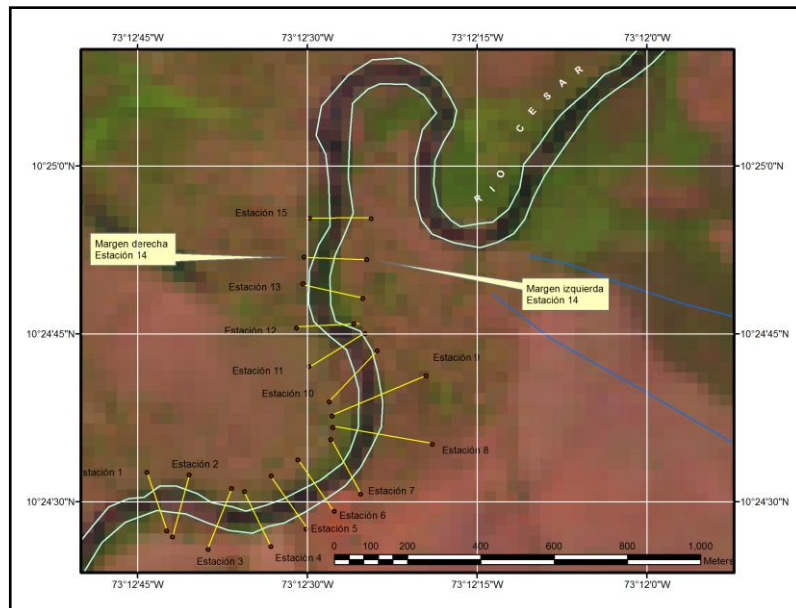 73°12'45"W 73°12'30"W 73°12'15"W 73°12'0"W
RIO CESAR
10°25'0"N 10°25'0"N
Estación 15
Margen derecha
Estación 14
Margen izquierda
Estación 14
Estación 13
Estación 12
10°24'45"N 10°24'45"N
Estación 11
Estación 9
Estación 10
Estación 8
stación 1
Estación 2
Estación 7
10°24'30"N 10°24'30"N
Estación 6
Estación 5
Estación 4
Estación 3
0 200 400 600 800 1,000
Meters
73°12'45"W 73°12'30"W 73°12'15"W 73°12'0"W